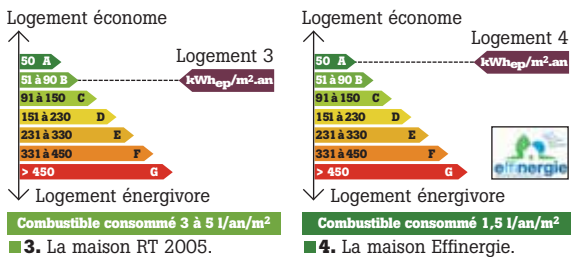 Logement économe
Logement 3
50 A
51 à 90 B
kWhep/m².an
91 à 150 C
151 à 230 D
231 à 330 E
331 à 450 F
> 450 G
Logement énergivore
Combustible consommé 3 à 5 l/an/m²
3. La maison RT 2005.
Logement économe
Logement 4
50 A
kWhep/m².an
51 à 90 B
91 à 150 C
151 à 230 D
231 à 330 E
331 à 450 F
effinergie
> 450 G
Logement énergivore
Combustible consommé 1,5 l/an/m²
4. La maison Effinergie.